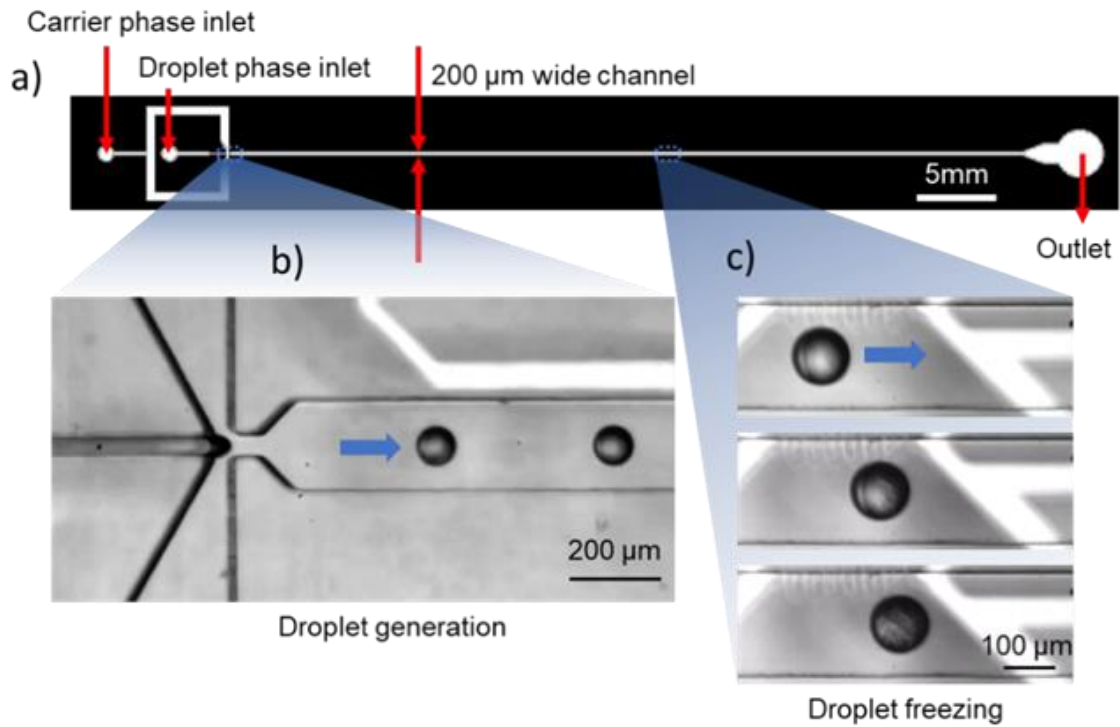 Carrier phase inlet
Droplet phase inlet
a)
200 µm wide channel
5mm
Outlet
b)
c)
200 µm
Droplet generation
100 µm
Droplet freezing